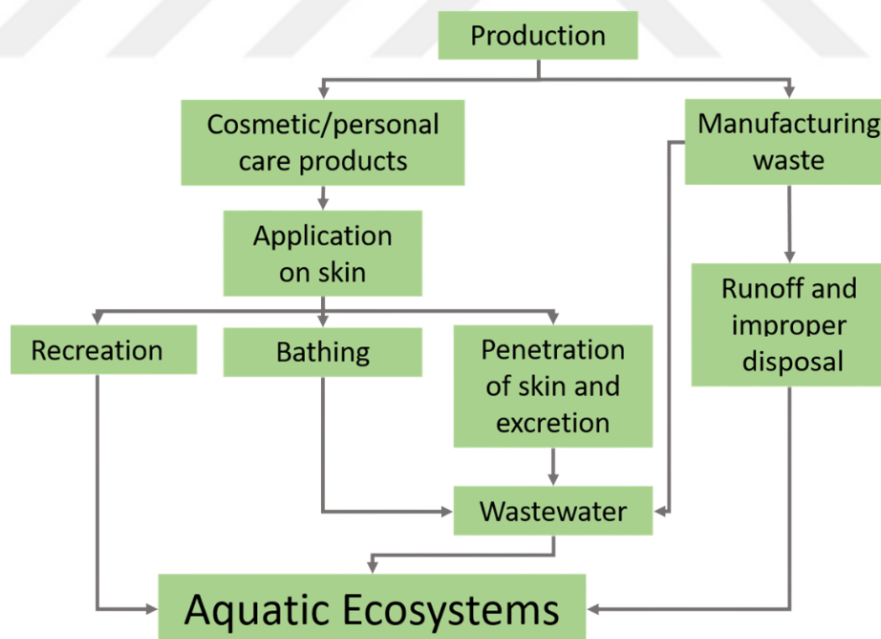 Production
Cosmetic/personal
care products
Manufacturing
waste
Application
on skin
Runoff and
improper
disposal
Recreation
Bathing
Penetration
of skin and
excretion
Wastewater
Aquatic Ecosystems